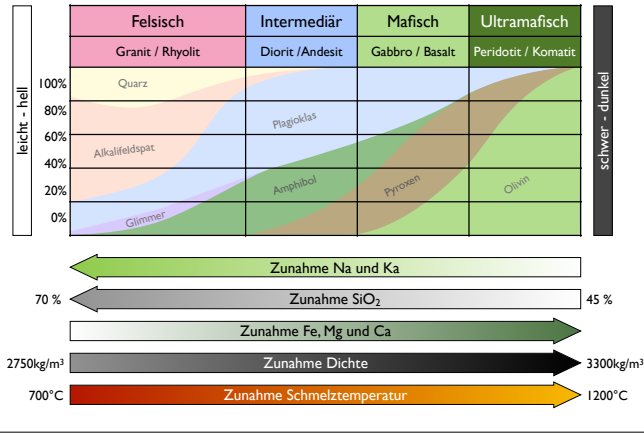 Felsisch Intermediär Mafisch Ultramafisch
Granit / Rhyolit Diorit /Andesit Gabbro / Basalt Peridotit / Komatit
leicht - hell
schwer - dunkel
100%
80%
60%
40%
20%
0%
Quarz
Plagioklas
Alkalifeldspat
Amphibol
Pyroxen
Olivin
Glimmer
Zunahme Na und Ka
70 % Zunahme SiO₂ 45 %
Zunahme Fe, Mg und Ca
2750kg/m³ Zunahme Dichte 3300kg/m³
700°C Zunahme Schmelztemperatur 1200°C